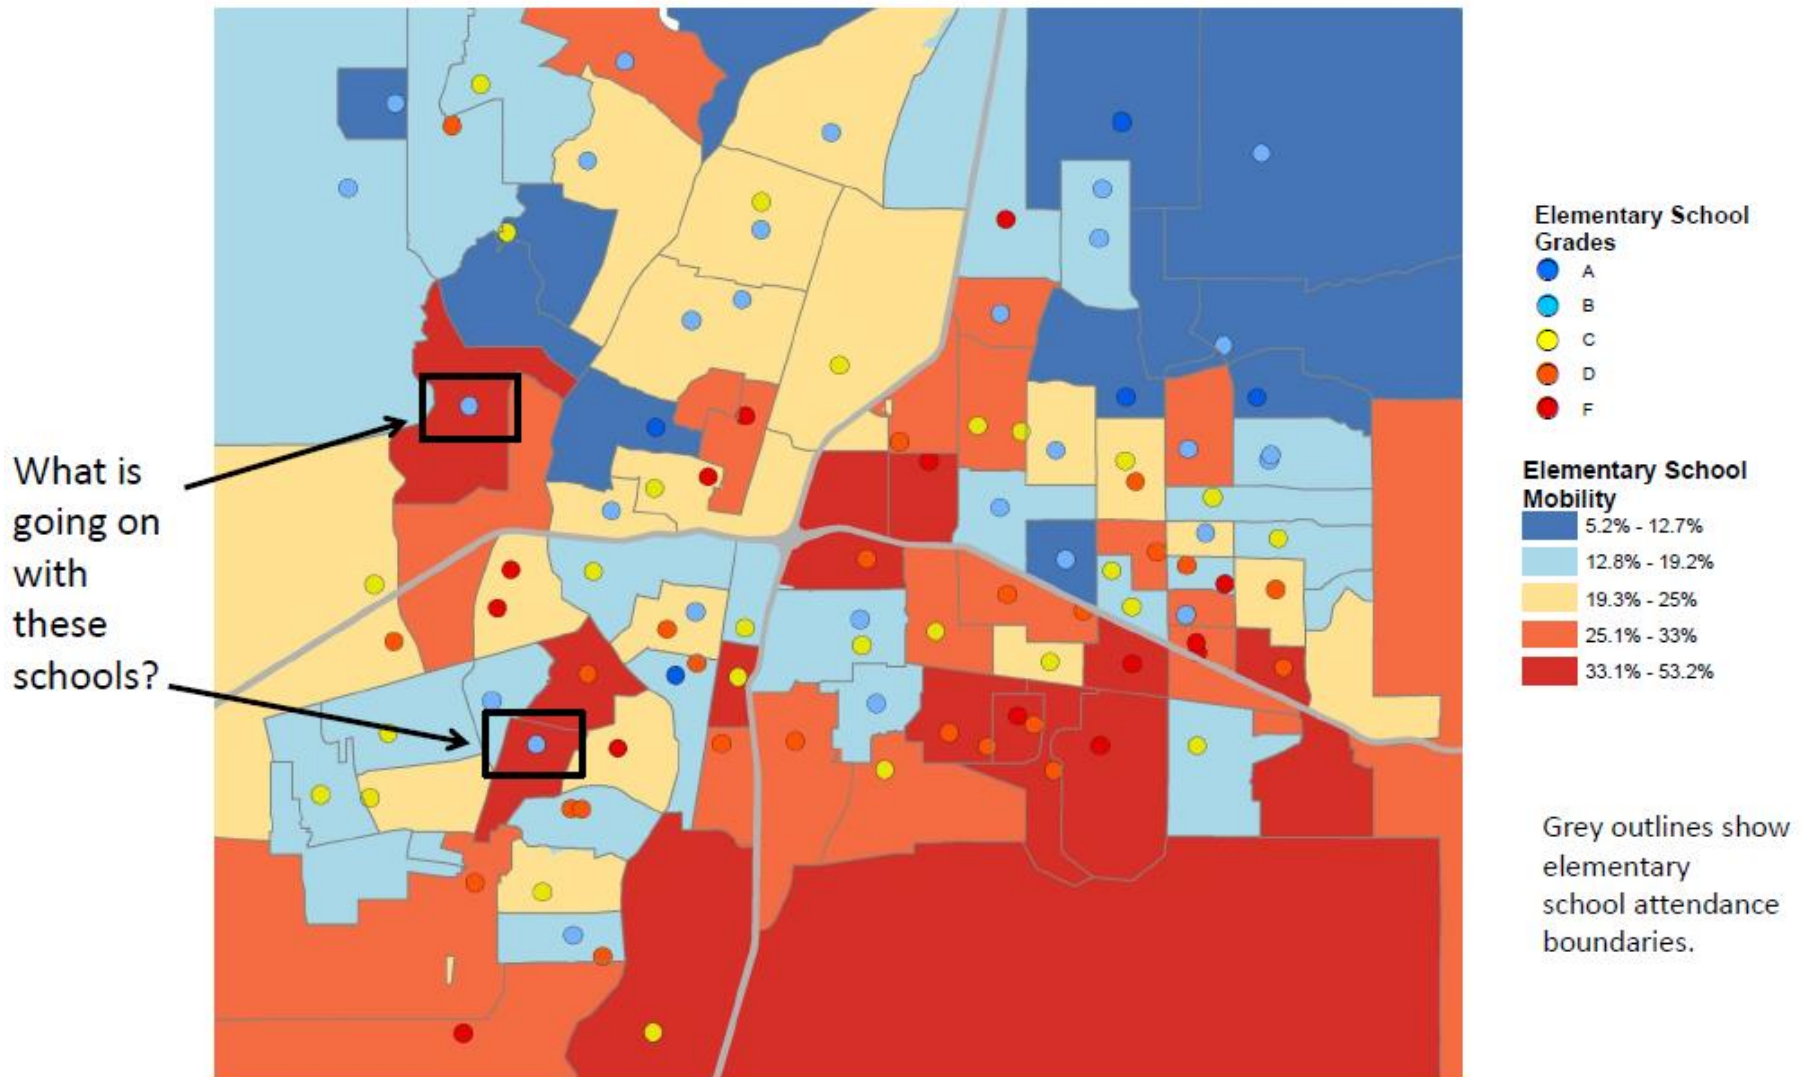 What is
going on
with
these
schools?
Elementary School
Grades
A
B
C
D
F
Elementary School
Mobility
5.2% - 12.7%
12.8% - 19.2%
19.3% - 25%
25.1% - 33%
33.1% - 53.2%
Grey outlines show
elementary
school attendance
boundaries.